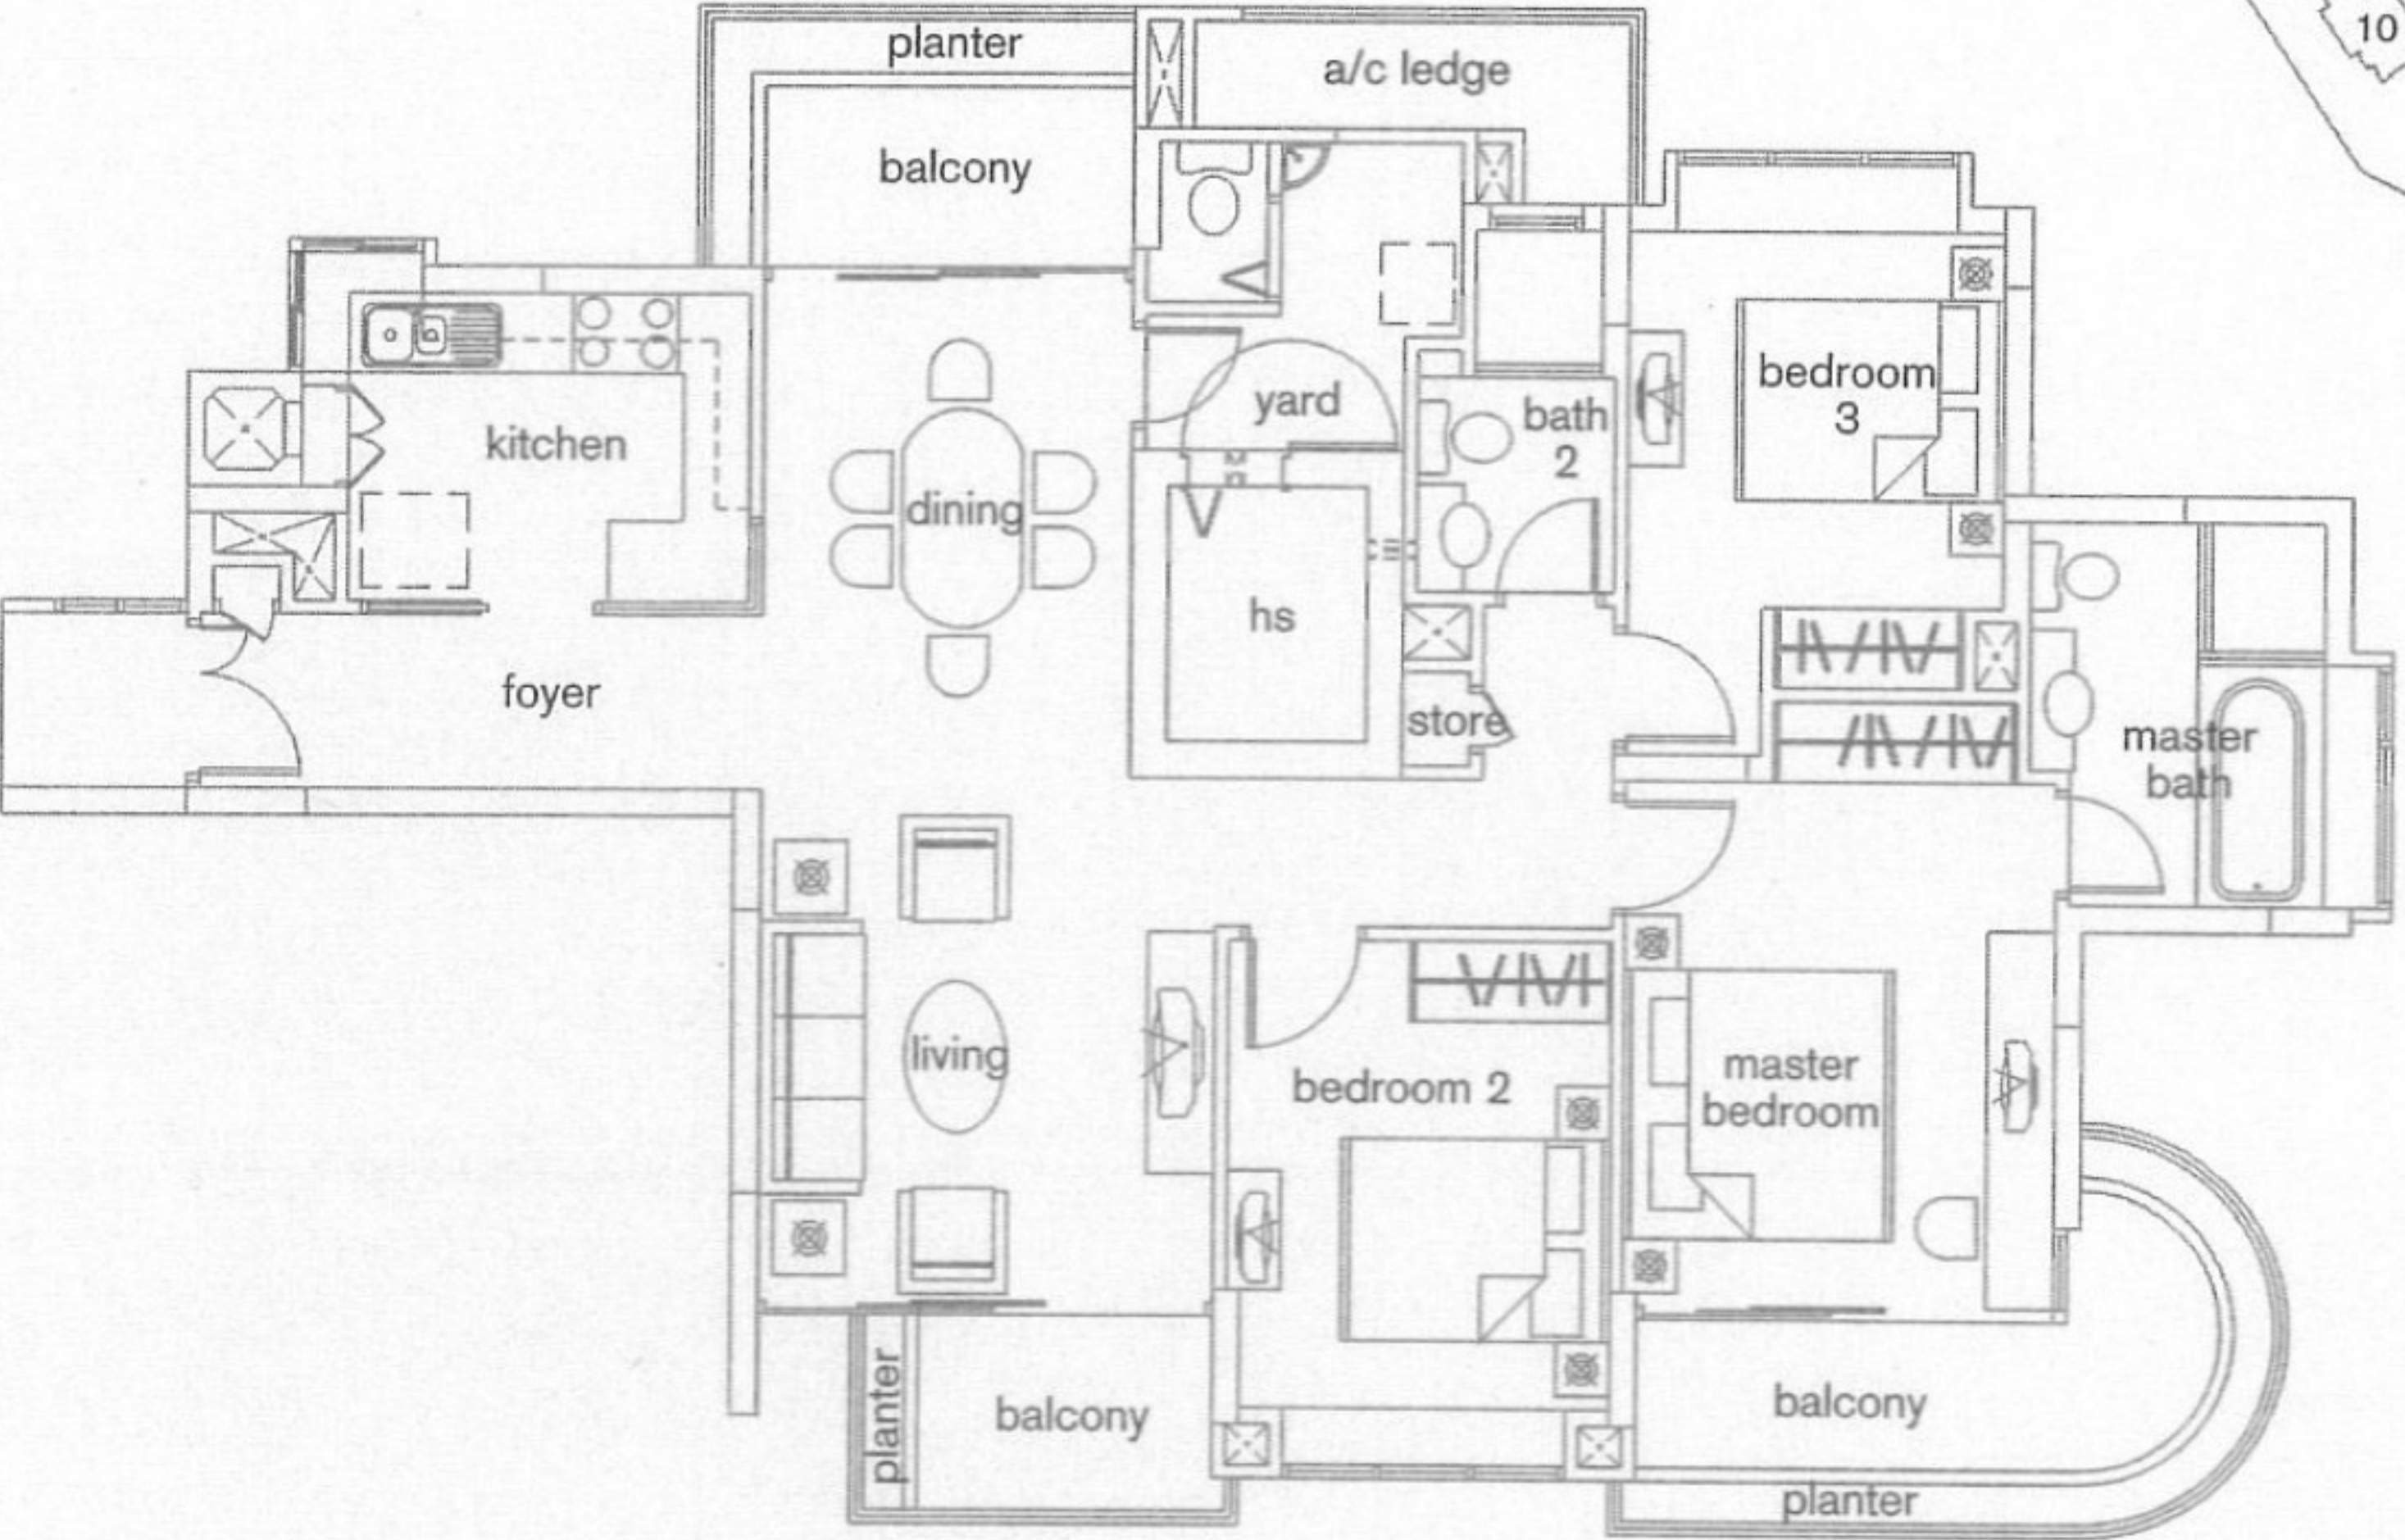 planter
a/c ledge
10
balcony
bedroom
3
yard
bath
2
kitchen
dining
hs
foyer
store
master
bath
living
bedroom 2
master
bedroom
planter
balcony
balcony
planter